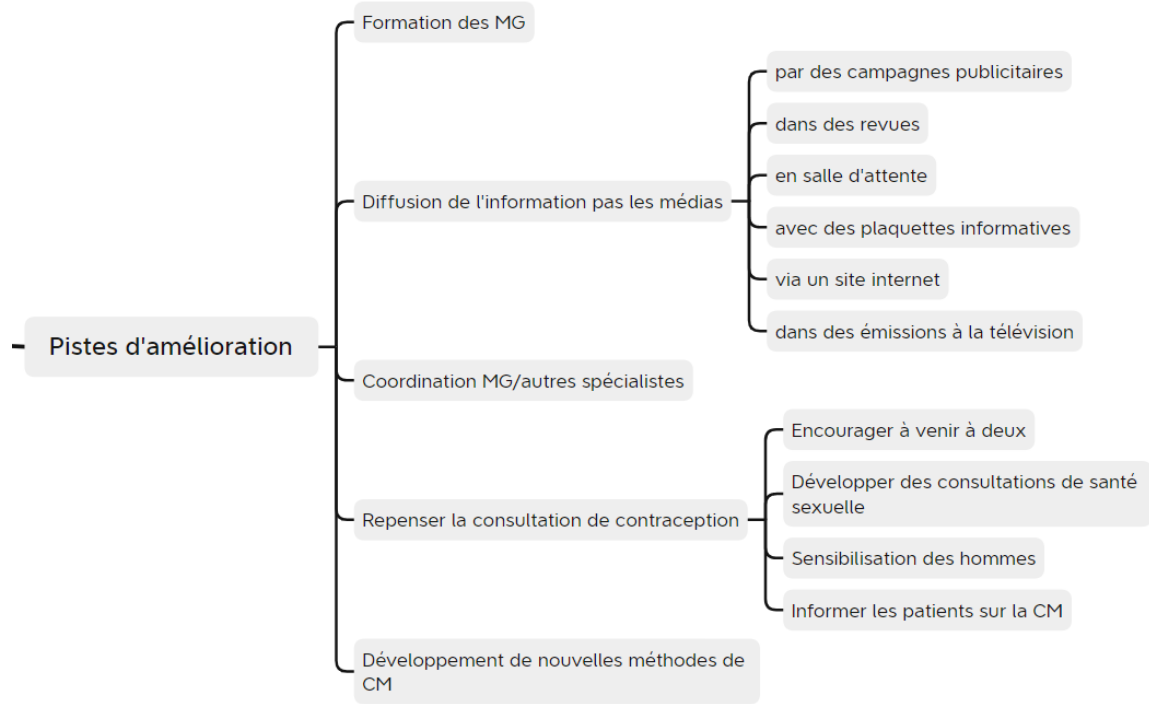 Pistes d'amélioration
Formation des MG
Diffusion de l'information pas les médias
par des campagnes publicitaires
dans des revues
en salle d'attente
avec des plaquettes informatives
via un site internet
dans des émissions à la télévision
Coordination MG/autres spécialistes
Repenser la consultation de contraception
Encourager à venir à deux
Développer des consultations de santé
sexuelle
Sensibilisation des hommes
Informer les patients sur la CM
Développement de nouvelles méthodes de
CM